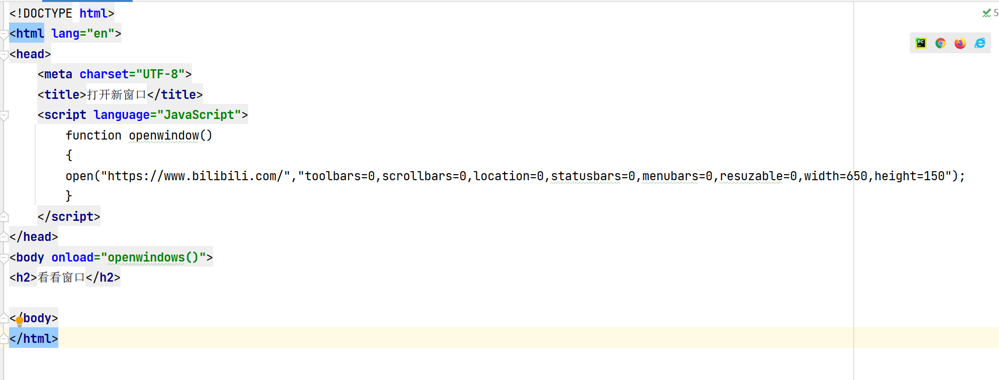 <!DOCTYPE html>
<html lang="en">
<head>
<meta charset="UTF-8">
<title>打开新窗口</title>
<script language="JavaScript">
function openwindow()
{
open("https://www.bilibili.com/","toolbars=0,scrollbars=0,location=0,statusbars=0,menubars=0,resuzable=0,width=650,height=150");
}
</script>
</head>
<body onload="openwindows()">
<h2>看看窗口</h2>
</body>
</html>
5
PC